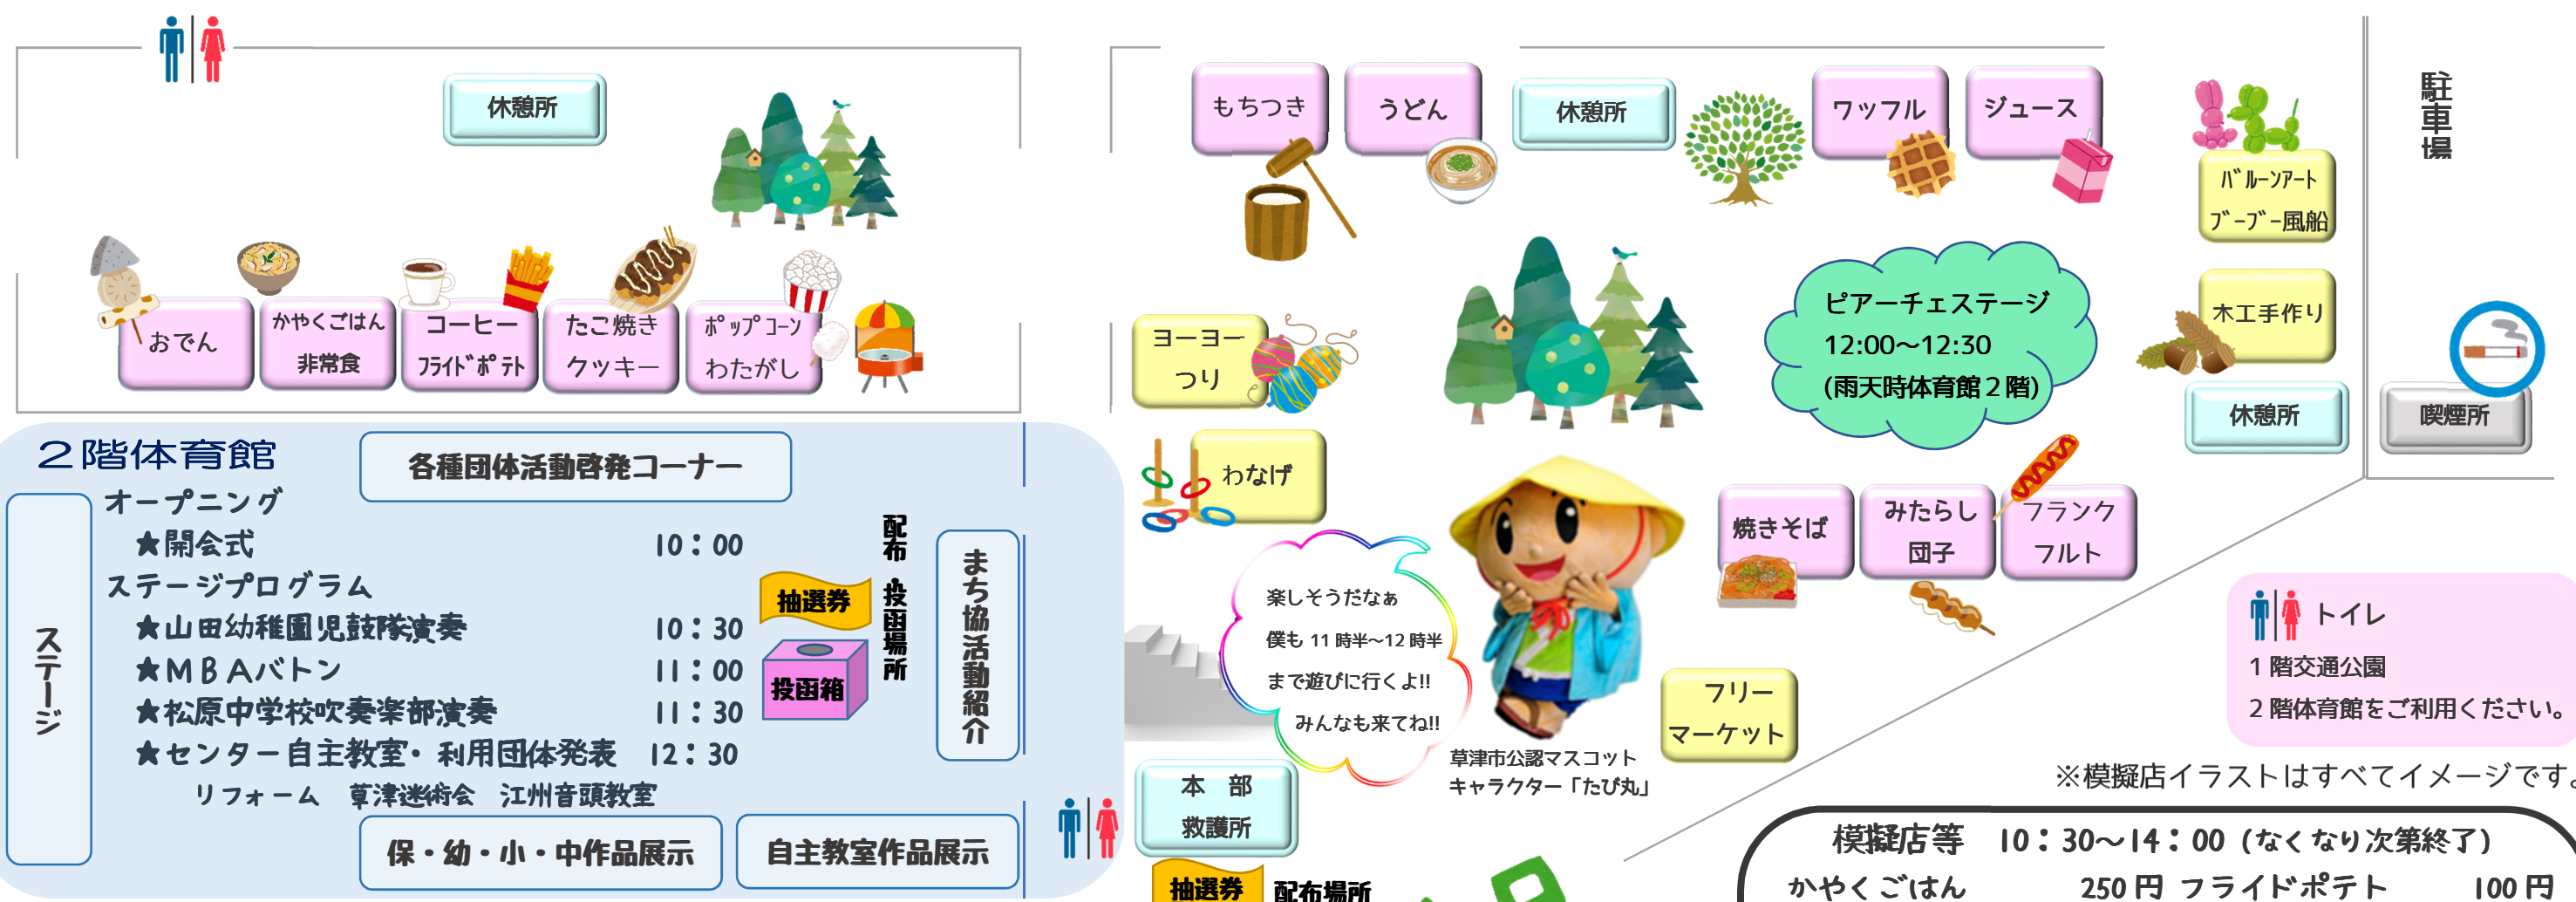 休憩所
おでん
かやくごはん
非常食
コーヒー
フライドポテト
たこ焼き
クッキー
ポップコーン
わたがし
もちつき
うどん
休憩所
ワッフル
ジュース
バルーンアート
ブーブー風船
駐車場
ピアーチェステージ
12:00～12:30
(雨天時体育館２階)
木工手作り
休憩所
喫煙所
ヨーヨー
つり
わなげ
焼きそば
みたらし
団子
フランク
フルト
楽しそうだなぁ
僕も 11 時半～12 時半
まで遊びに行くよ!!
みんなも来てね!!
草津市公認マスコット
キャラクター「たび丸」
フリー
マーケット
トイレ
1 階交通公園
2 階体育館をご利用ください。
※模擬店イラストはすべてイメージです。
本　部
救護所
抽選券　配布場所
２階体育館
各種団体活動啓発コーナー
ステージ
オープニング
★開会式 10：00
ステージプログラム
★山田幼稚園児鼓隊演奏 10：30
★ＭＢＡバトン 11：00
★松原中学校吹奏楽部演奏 11：30
★センター自主教室・利用団体発表 12：30
リフォーム　草津迷術会　江州音頭教室
抽選券
投函箱
配布・投函場所
まち協活動紹介
保・幼・小・中作品展示
自主教室作品展示
模擬店等　10：30～14：00（なくなり次第終了）
かやくごはん 250 円 フライドポテト 100 円